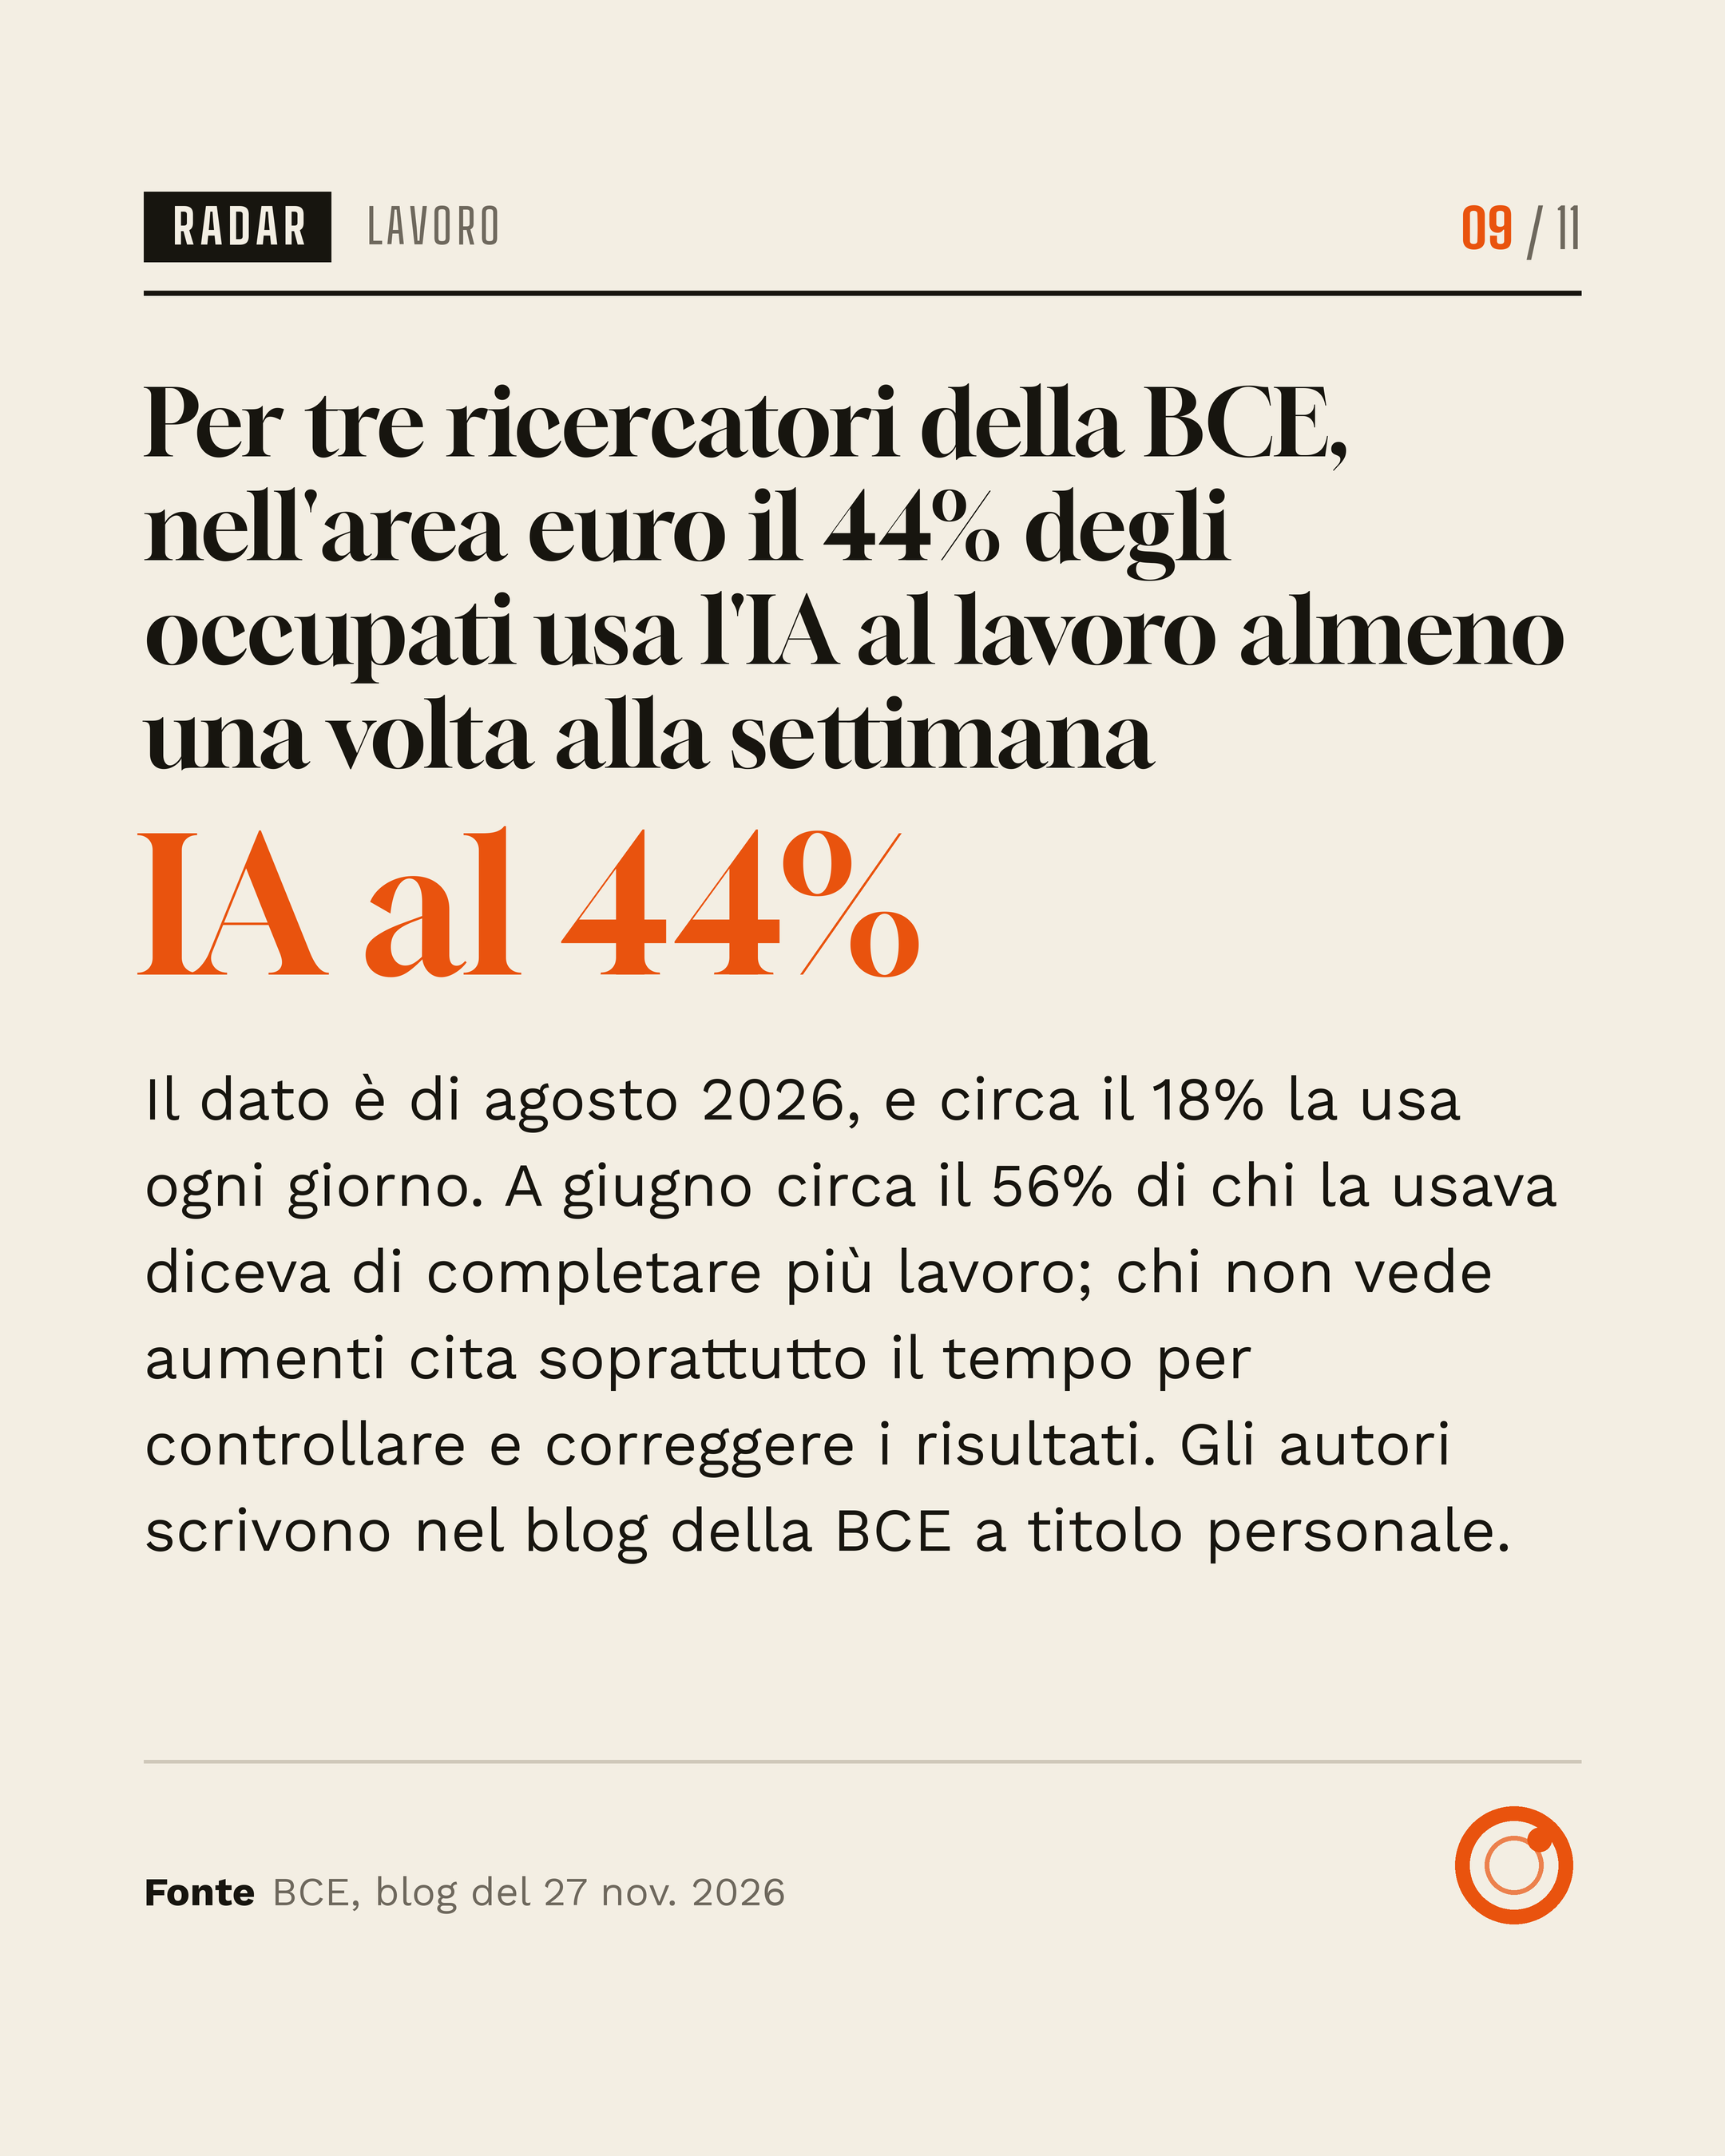 RADAR LAVORO 09 / 11
Per tre ricercatori della BCE,
nell'area euro il 44% degli
occupati usa l'IA al lavoro almeno
una volta alla settimana
IA al 44%
Il dato è di agosto 2026, e circa il 18% la usa
ogni giorno. A giugno circa il 56% di chi la usava
diceva di completare più lavoro; chi non vede
aumenti cita soprattutto il tempo per
controllare e correggere i risultati. Gli autori
scrivono nel blog della BCE a titolo personale.
Fonte BCE, blog del 27 nov. 2026